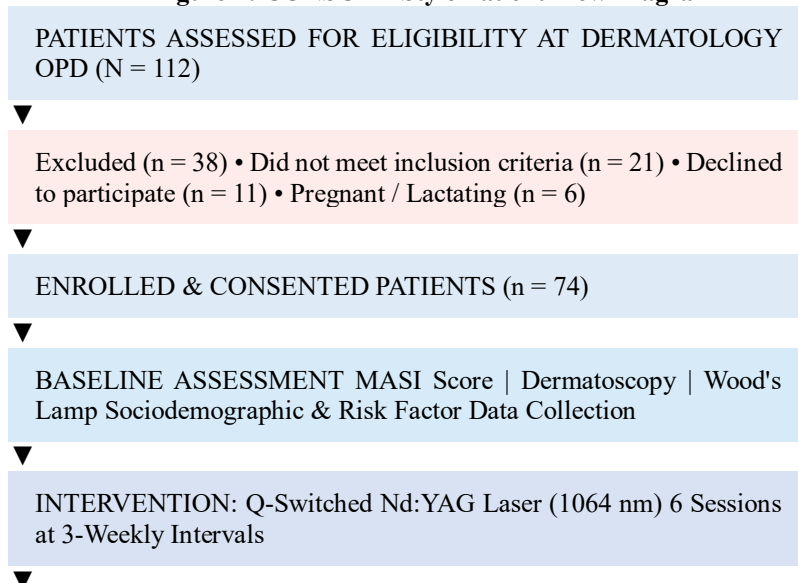 PATIENTS ASSESSED FOR ELIGIBILITY AT DERMATOLOGY
OPD (N = 112)
▼
Excluded (n = 38) • Did not meet inclusion criteria (n = 21) • Declined
to participate (n = 11) • Pregnant / Lactating (n = 6)
▼
ENROLLED & CONSENTED PATIENTS (n = 74)
▼
BASELINE ASSESSMENT MASI Score | Dermatoscopy | Wood's
Lamp Sociodemographic & Risk Factor Data Collection
▼
INTERVENTION: Q-Switched Nd:YAG Laser (1064 nm) 6 Sessions
at 3-Weekly Intervals
▼